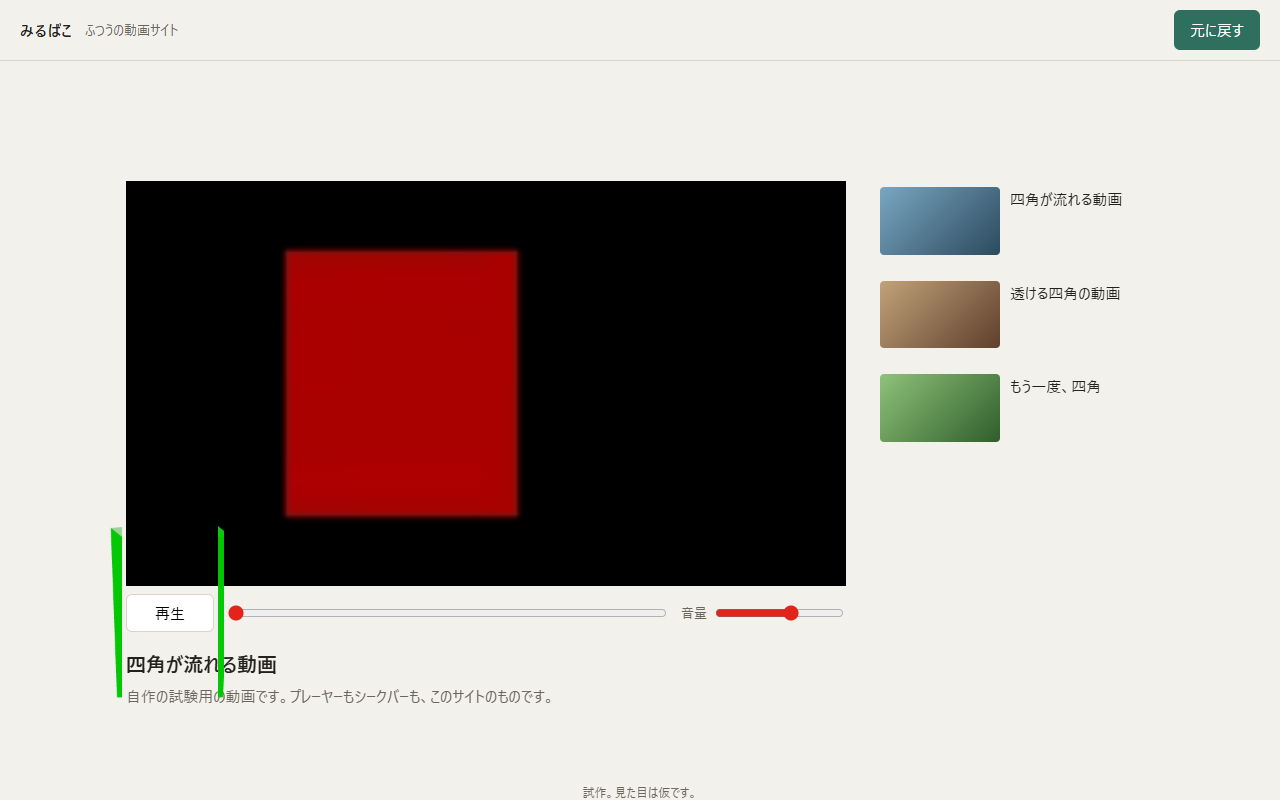 みるばこ ふつうの動画サイト
元に戻す
四角が流れる動画
透ける四角の動画
もう一度、四角
再生
音量
四角が流れる動画
自作の試験用の動画です。プレーヤーもシークバーも、このサイトのものです。
試作。見た目は仮です。